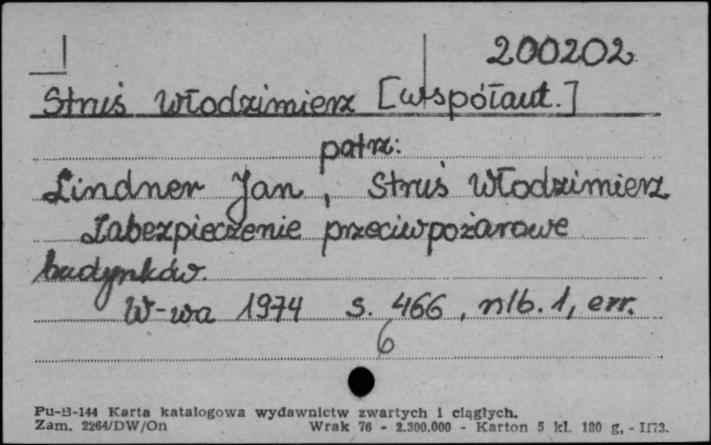 200202
Struś Włodzimierz [współaut.]
patrz:
Lindner Jan, Struś Włodzimierz
Zabezpieczenie przeciwpożarowe
budynków.
W-wa 1974 s. 466, nlb. 1, err.
6
Pu-B-144 Karta katalogowa wydawnictw zwartych i ciągłych.
Zam. 2264/DW/On Wrak 76 - 2.300.000 - Karton 5 kl. 180 g, - II73.